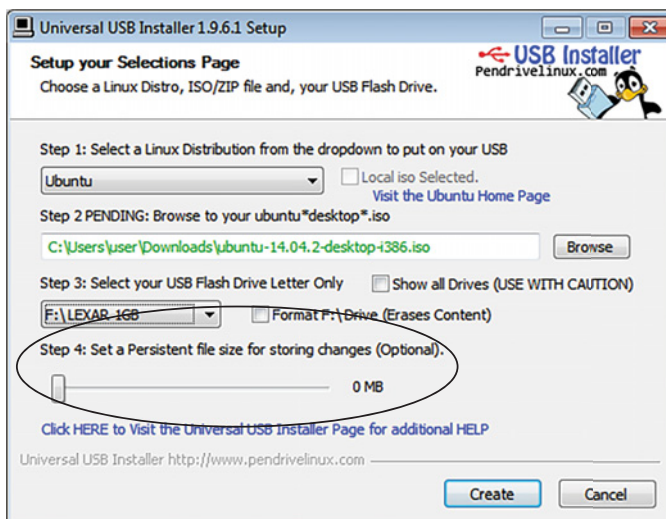 Universal USB Installer 1.9.6.1 Setup
Setup your Selections Page
Choose a Linux Distro, ISO/ZIP file and, your USB Flash Drive.
USB Installer
Pendrivelinux.com
Step 1: Select a Linux Distribution from the dropdown to put on your USB
Ubuntu
Local iso Selected.
Visit the Ubuntu Home Page
Step 2 PENDING: Browse to your ubuntu*desktop*.iso
C:\Users\user\Downloads\ubuntu-14.04.2-desktop-i386.iso
Browse
Step 3: Select your USB Flash Drive Letter Only
Show all Drives (USE WITH CAUTION)
F:\LEXAR 1GB
Format F:\ Drive (Erases Content)
Step 4: Set a Persistent file size for storing changes (Optional).
0 MB
Click HERE to Visit the Universal USB Installer Page for additional HELP
Universal USB Installer http://www.pendrivelinux.com
Create
Cancel